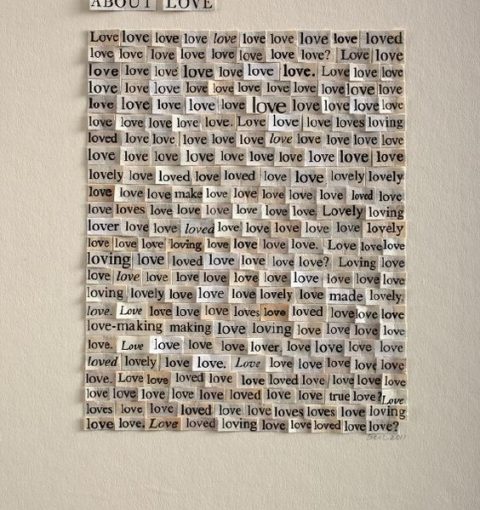 ABOUT LOVE
Love love love love love love love love love loved
love love love love love love love? Love love
love love love love love love love. Love love love
love love love love love love love love love love love
love love love love love love love love love love
love love love love love. Love love love loves loving
loved love love love love love love love love love
love love love love love love love love love love
lovely love loved love loved love love love lovely lovely
love love love make love love love love love loved love
love loves love love love love love love. Lovely loving
lover love love loved love love love love love lovely
love love love loving love love love love. Love love love
loving love loved love love love love? Loving love
love love love love love love love love love love love
loving lovely love love love lovely love made lovely,
love. Love love love love loves love loved love love love
love-making making love loving love love love love
love. Love love love love lover, love love love love love
loved lovely love love. Love love love love love love
love. Love love loved love love loved love love love love
love love love love love loved love love true love? Love
loves love love loved love love loves loves love loving
love love. Love loved loving love love loved love love?